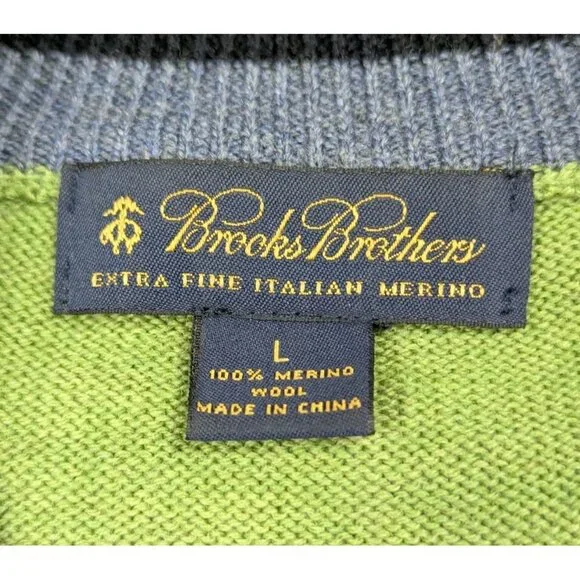 Brooks Brothers
EXTRA FINE ITALIAN MERINO
L
100% MERINO
WOOL
MADE IN CHINA